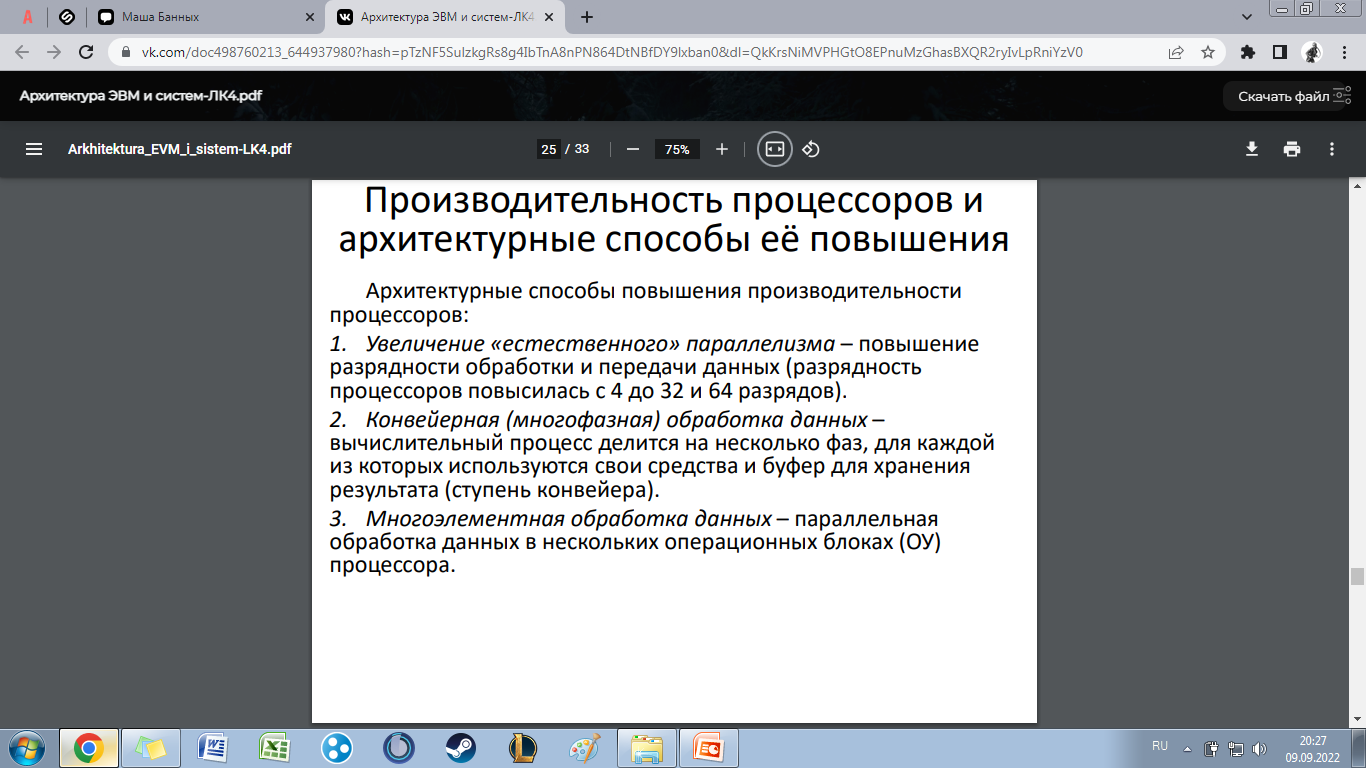 Маша Банных
Архитектура ЭВМ и систем-ЛК4
vk.com/doc498760213_644937980?hash=pTzNF5SulzkgRs8g4IbTnA8nPN864DtNBfDY9lxban0&dl=QkKrsNiMVPHGtO8EPnuMzGhasBXQR2ryIvLpRniYzV0
Архитектура ЭВМ и систем-ЛК4.pdf
Скачать файл
Arkhitektura_EVM_i_sistem-LK4.pdf
25 / 33
75%
Производительность процессоров и
архитектурные способы её повышения
Архитектурные способы повышения производительности
процессоров:
1. Увеличение «естественного» параллелизма – повышение
разрядности обработки и передачи данных (разрядность
процессоров повысилась с 4 до 32 и 64 разрядов).
2. Конвейерная (многофазная) обработка данных –
вычислительный процесс делится на несколько фаз, для каждой
из которых используются свои средства и буфер для хранения
результата (ступень конвейера).
3. Многоэлементная обработка данных – параллельная
обработка данных в нескольких операционных блоках (ОУ)
процессора.
RU
20:27
09.09.2022